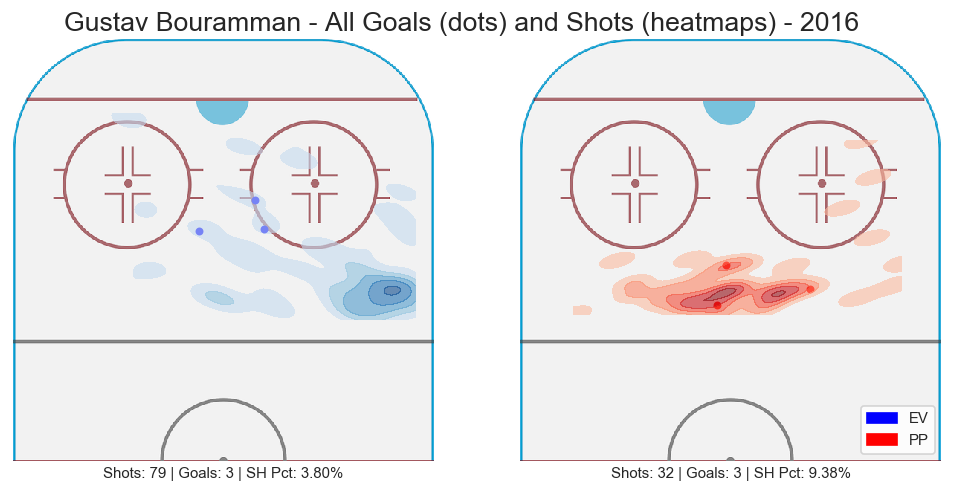 Gustav Bouramman - All Goals (dots) and Shots (heatmaps) - 2016
EV
PP
Shots: 79 | Goals: 3 | SH Pct: 3.80%
Shots: 32 | Goals: 3 | SH Pct: 9.38%